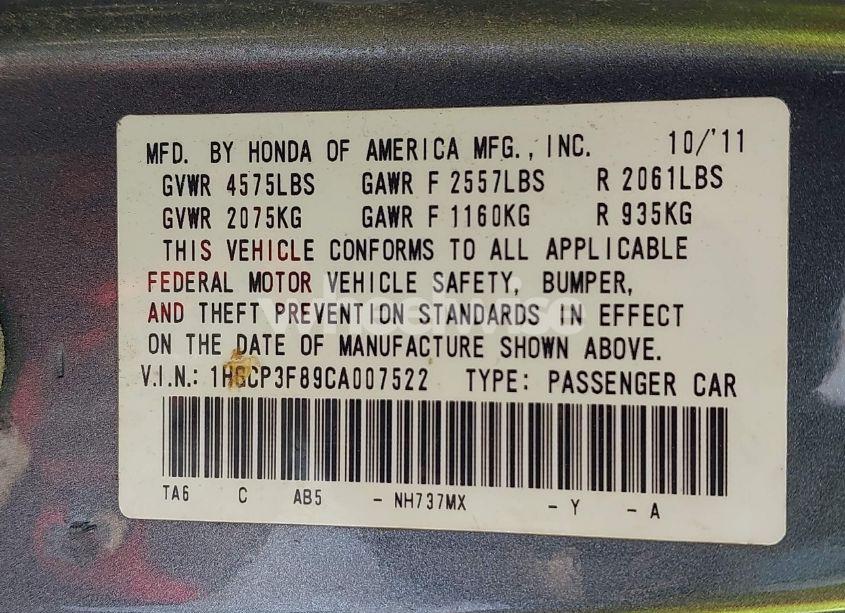 MFD. BY HONDA OF AMERICA MFG., INC. 10/'11
GVWR 4575LBS GAWR F 2557LBS R 2061LBS
GVWR 2075KG GAWR F 1160KG R 935KG
THIS VEHICLE CONFORMS TO ALL APPLICABLE
FEDERAL MOTOR VEHICLE SAFETY, BUMPER,
AND THEFT PREVENTION STANDARDS IN EFFECT
wheelwise
ON THE DATE OF MANUFACTURE SHOWN ABOVE.
V.I.N.: 1HGCP3F89CA007522 TYPE: PASSENGER CAR
TA6 C AB5 - NH737MX - Y - A